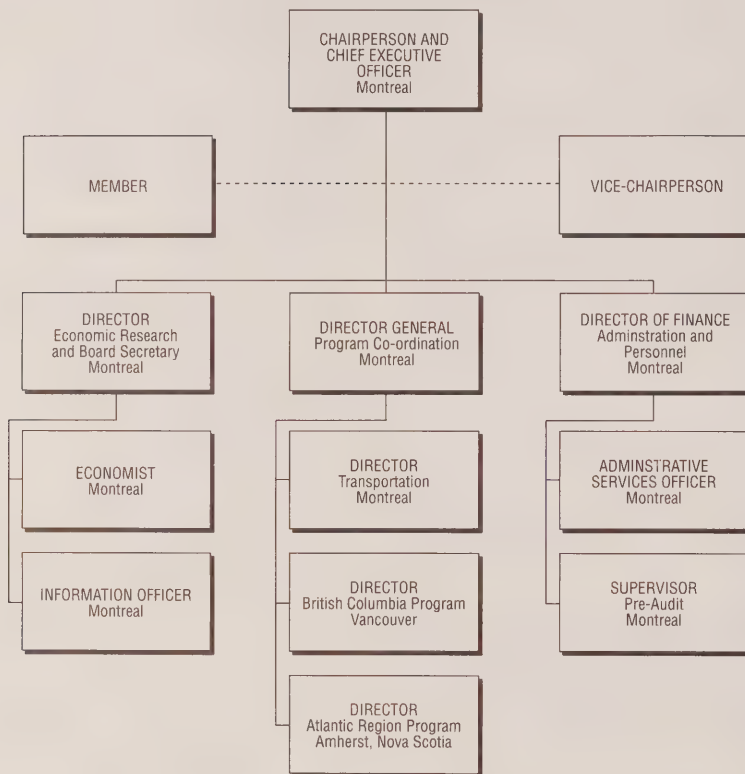 CHAIRPERSON AND
CHIEF EXECUTIVE
OFFICER
Montreal
MEMBER
VICE-CHAIRPERSON
DIRECTOR
Economic Research
and Board Secretary
Montreal
DIRECTOR GENERAL
Program Co-ordination
Montreal
DIRECTOR OF FINANCE
Adminstration and
Personnel
Montreal
ECONOMIST
Montreal
DIRECTOR
Transportation
Montreal
ADMINSTRATIVE
SERVICES OFFICER
Montreal
INFORMATION OFFICER
Montreal
DIRECTOR
British Columbia Program
Vancouver
SUPERVISOR
Pre-Audit
Montreal
DIRECTOR
Atlantic Region Program
Amherst, Nova Scotia